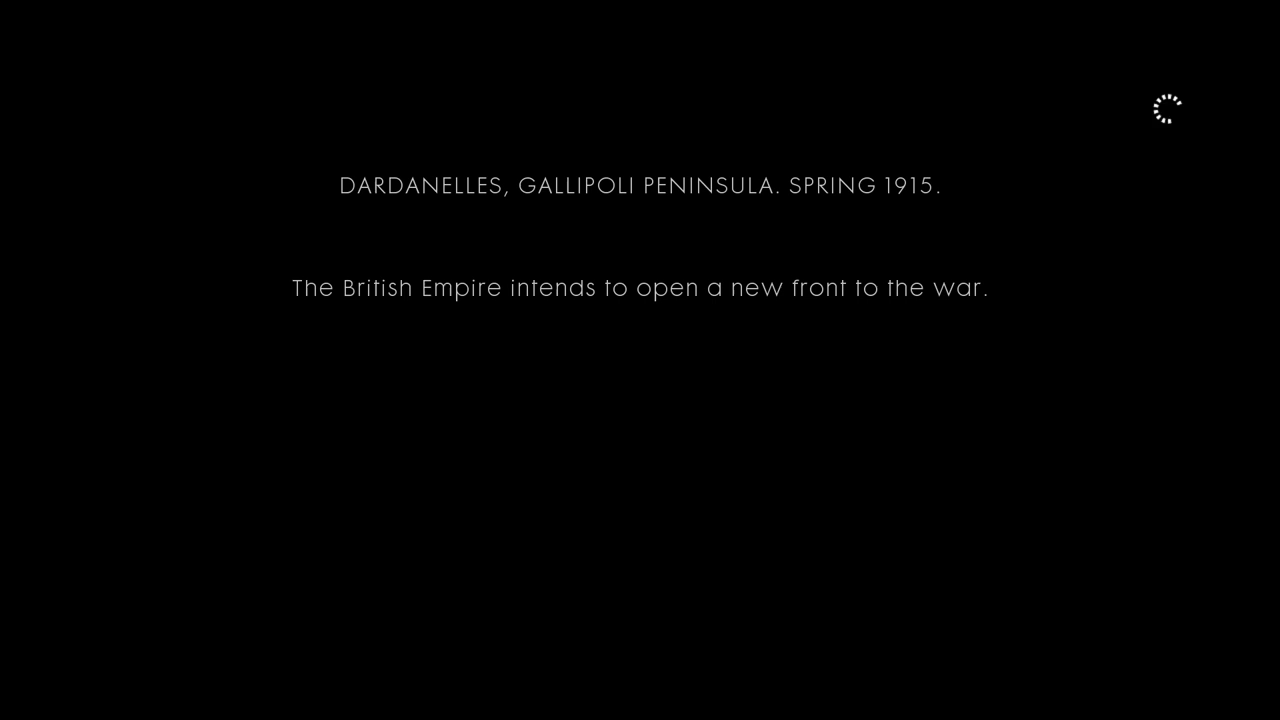 DARDANELLES, GALLIPOLI PENINSULA. SPRING 1915.
The British Empire intends to open a new front to the war.